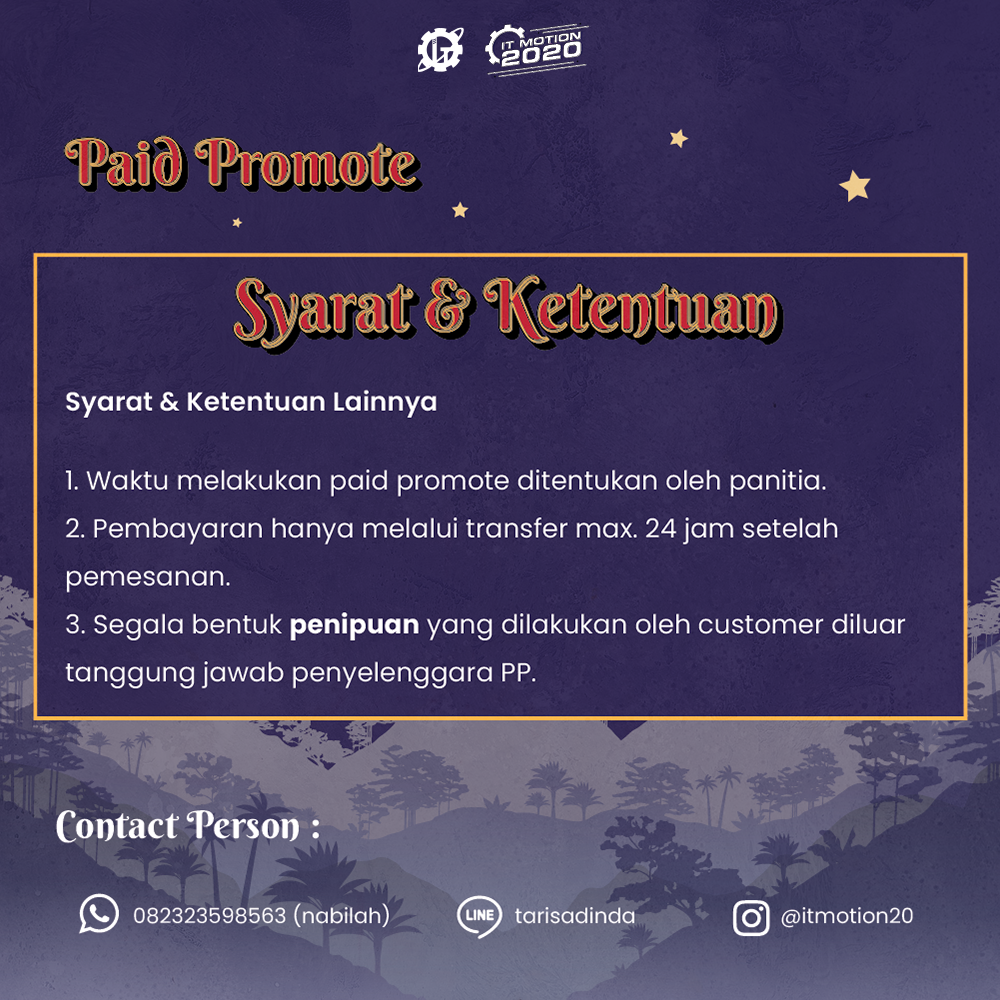 IT MOTION
2020
Paid Promote
Syarat & Ketentuan
Syarat & Ketentuan Lainnya
1. Waktu melakukan paid promote ditentukan oleh panitia.
2. Pembayaran hanya melalui transfer max. 24 jam setelah
pemesanan.
3. Segala bentuk penipuan yang dilakukan oleh customer diluar
tanggung jawab penyelenggara PP.
Contact Person :
082323598563 (nabilah)
LINE
tarisadinda
@itmotion20